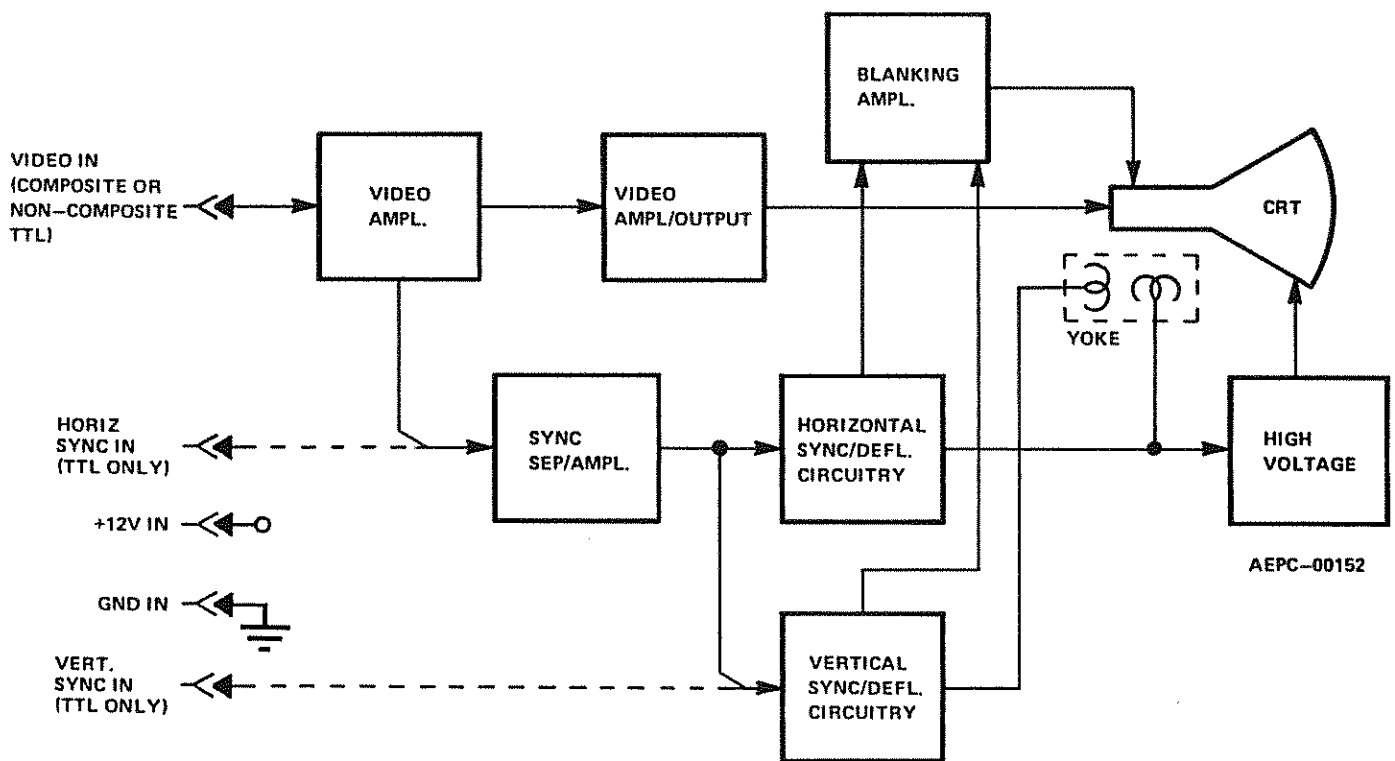 BLANKING
AMPL.
VIDEO IN
(COMPOSITE OR
NON-COMPOSITE
TTL)
VIDEO
AMPL.
VIDEO
AMPL/OUTPUT
CRT
YOKE
HORIZ
SYNC IN
(TTL ONLY)
SYNC
SEP/AMPL.
HORIZONTAL
SYNC/DEFL.
CIRCUITRY
HIGH
VOLTAGE
+12V IN
AEPC-00152
GND IN
VERT.
SYNC IN
(TTL ONLY)
VERTICAL
SYNC/DEFL.
CIRCUITRY